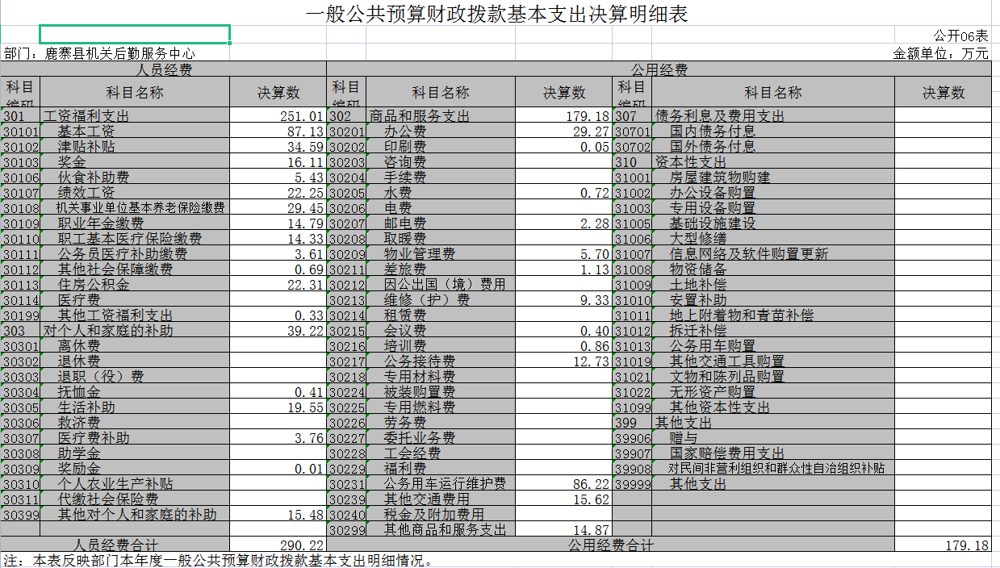 一般公共预算财政拨款基本支出决算明细表
公开06表
部门：鹿寨县机关后勤服务中心 金额单位：万元
人员经费 公用经费
科目编码 科目名称 决算数 科目编码 科目名称 决算数 科目编码 科目名称 决算数
301 工资福利支出 251.01 302 商品和服务支出 179.18 307 债务利息及费用支出
30101 基本工资 87.13 30201 办公费 29.27 30701 国内债务付息
30102 津贴补贴 34.59 30202 印刷费 0.05 30702 国外债务付息
30103 奖金 16.11 30203 咨询费 310 资本性支出
30106 伙食补助费 5.43 30204 手续费 31001 房屋建筑物购建
30107 绩效工资 22.25 30205 水费 0.72 31002 办公设备购置
30108 机关事业单位基本养老保险缴费 29.45 30206 电费 31003 专用设备购置
30109 职业年金缴费 14.79 30207 邮电费 2.28 31005 基础设施建设
30110 职工基本医疗保险缴费 14.33 30208 取暖费 31006 大型修缮
30111 公务员医疗补助缴费 3.61 30209 物业管理费 5.70 31007 信息网络及软件购置更新
30112 其他社会保障缴费 0.69 30211 差旅费 1.13 31008 物资储备
30113 住房公积金 22.31 30212 因公出国（境）费用 31009 土地补偿
30114 医疗费 30213 维修（护）费 9.33 31010 安置补助
30199 其他工资福利支出 0.33 30214 租赁费 31011 地上附着物和青苗补偿
303 对个人和家庭的补助 39.22 30215 会议费 0.40 31012 拆迁补偿
30301 离休费 30216 培训费 0.86 31013 公务用车购置
30302 退休费 30217 公务接待费 12.73 31019 其他交通工具购置
30303 退职（役）费 30218 专用材料费 31021 文物和陈列品购置
30304 抚恤金 0.41 30224 被装购置费 31022 无形资产购置
30305 生活补助 19.55 30225 专用燃料费 31099 其他资本性支出
30306 救济费 30226 劳务费 399 其他支出
30307 医疗费补助 3.76 30227 委托业务费 39906 赠与
30308 助学金 30228 工会经费 39907 国家赔偿费用支出
30309 奖励金 0.01 30229 福利费 39908 对民间非营利组织和群众性自治组织补贴
30310 个人农业生产补贴 30231 公务用车运行维护费 86.22 39999 其他支出
30311 代缴社会保险费 30239 其他交通费用 15.62
30399 其他对个人和家庭的补助 15.48 30240 税金及附加费用
30299 其他商品和服务支出 14.87
人员经费合计 290.22 公用经费合计 179.18
注：本表反映部门本年度一般公共预算财政拨款基本支出明细情况。